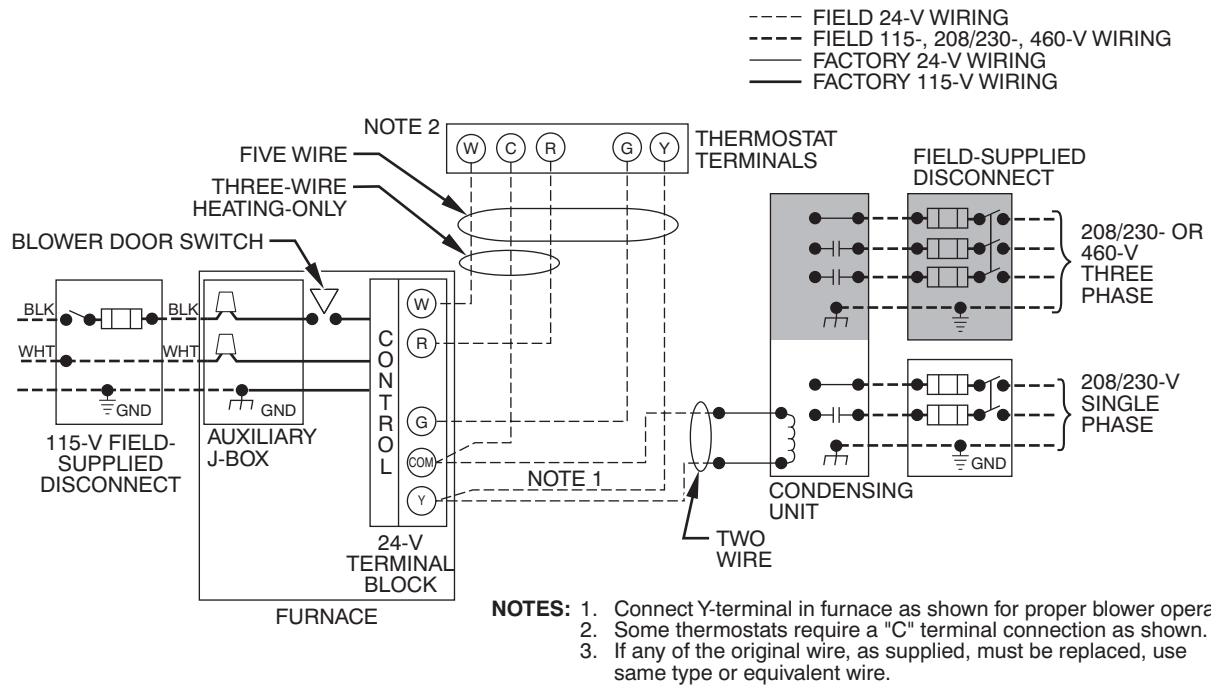 FIELD 24-V WIRING
FIELD 115-, 208/230-, 460-V WIRING
FACTORY 24-V WIRING
FACTORY 115-V WIRING
NOTE 2
W C R G Y
THERMOSTAT
TERMINALS
FIVE WIRE
THREE-WIRE
HEATING-ONLY
BLOWER DOOR SWITCH
FIELD-SUPPLIED
DISCONNECT
208/230- OR
460-V
THREE
PHASE
BLK
BLK
WHT
WHT
GND
GND
115-V FIELD-
SUPPLIED
DISCONNECT
AUXILIARY
J-BOX
CONTROL
W
R
G
COM
Y
24-V
TERMINAL
BLOCK
FURNACE
NOTE 1
TWO
WIRE
CONDENSING
UNIT
GND
208/230-V
SINGLE
PHASE
NOTES: 1. Connect Y-terminal in furnace as shown for proper blower opera
2. Some thermostats require a "C" terminal connection as shown.
3. If any of the original wire, as supplied, must be replaced, use
same type or equivalent wire.